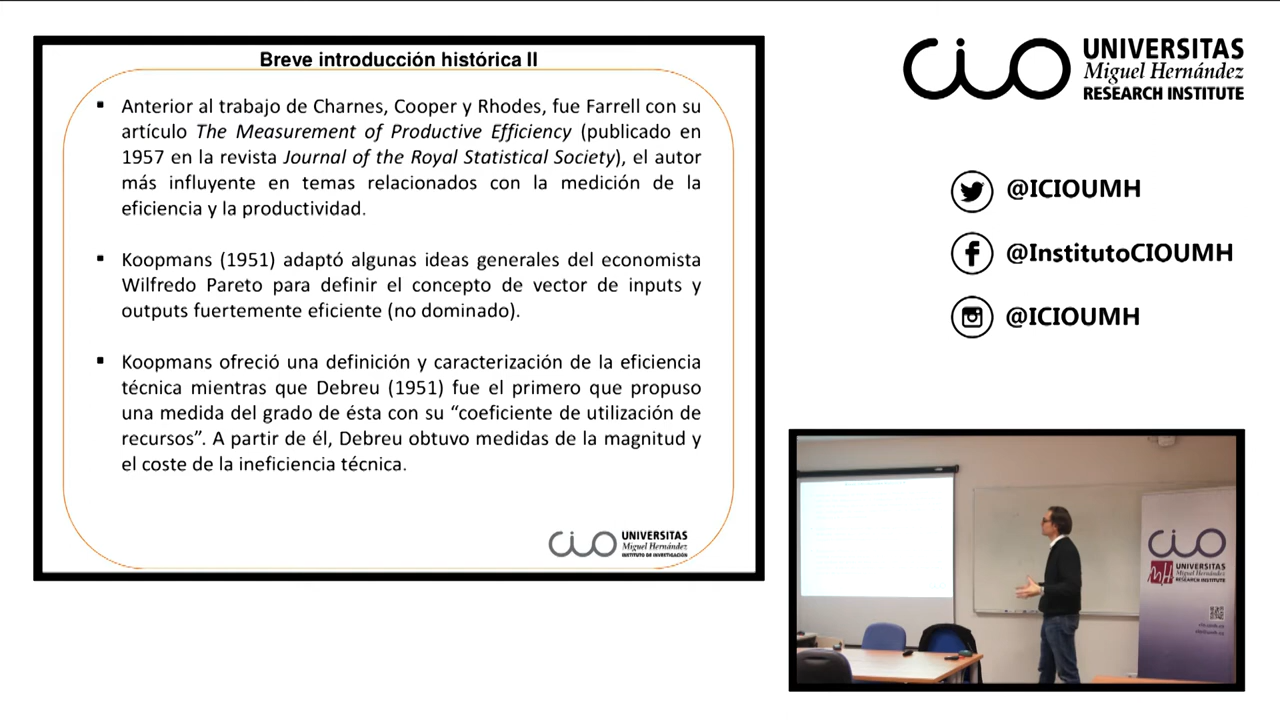 Breve introducción histórica II
▪ Anterior al trabajo de Charnes, Cooper y Rhodes, fue Farrell con su
artículo The Measurement of Productive Efficiency (publicado en
1957 en la revista Journal of the Royal Statistical Society), el autor
más influyente en temas relacionados con la medición de la
eficiencia y la productividad.
▪ Koopmans (1951) adaptó algunas ideas generales del economista
Wilfredo Pareto para definir el concepto de vector de inputs y
outputs fuertemente eficiente (no dominado).
▪ Koopmans ofreció una definición y caracterización de la eficiencia
técnica mientras que Debreu (1951) fue el primero que propuso
una medida del grado de ésta con su “coeficiente de utilización de
recursos”. A partir de él, Debreu obtuvo medidas de la magnitud y
el coste de la ineficiencia técnica.
cio UNIVERSITAS
Miguel Hernández
INSTITUTO DE INVESTIGACIÓN
cio UNIVERSITAS
Miguel Hernández
RESEARCH INSTITUTE
@ICIOUMH
@InstitutoCIOUMH
@ICIOUMH
cio
UNIVERSITAS
Miguel Hernández
RESEARCH INSTITUTE